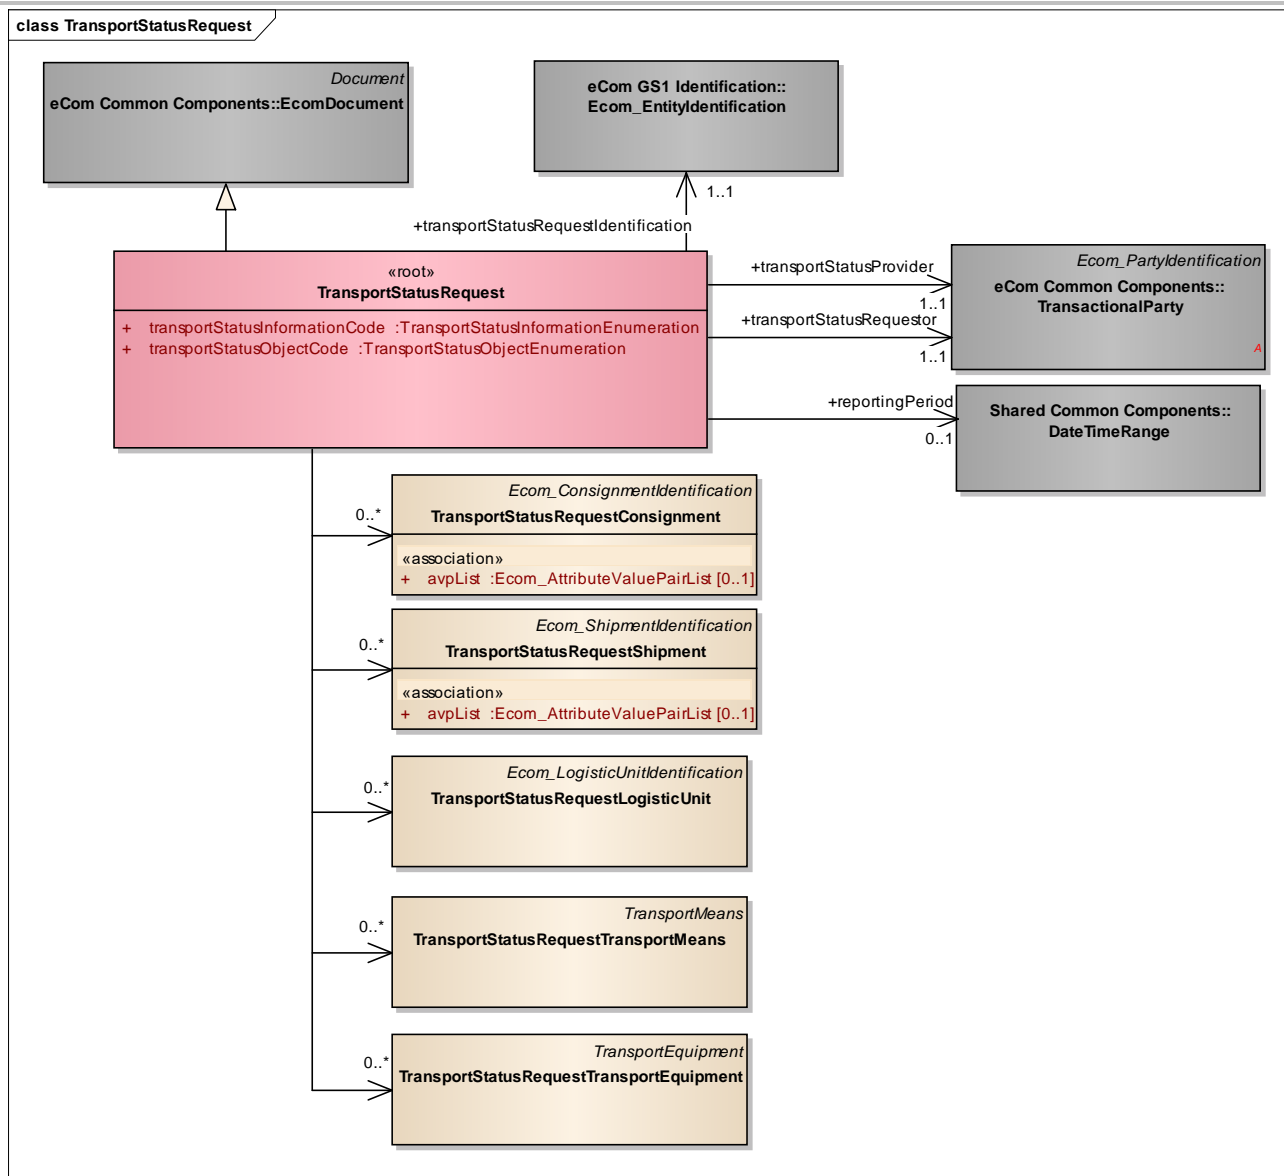 class TransportStatusRequest
Document
eCom Common Components::EcomDocument
eCom GS1 Identification::
Ecom_EntityIdentification
1..1
+transportStatusRequestIdentification
«root»
TransportStatusRequest
+ transportStatusInformationCode :TransportStatusInformationEnumeration
+ transportStatusObjectCode :TransportStatusObjectEnumeration
+transportStatusProvider
1..1
+transportStatusRequestor
1..1
Ecom_PartyIdentification
eCom Common Components::
TransactionalParty
A
+reportingPeriod
0..1
Shared Common Components::
DateTimeRange
0..*
Ecom_ConsignmentIdentification
TransportStatusRequestConsignment
«association»
+ avpList :Ecom_AttributeValuePairList [0..1]
0..*
Ecom_ShipmentIdentification
TransportStatusRequestShipment
«association»
+ avpList :Ecom_AttributeValuePairList [0..1]
0..*
Ecom_LogisticUnitIdentification
TransportStatusRequestLogisticUnit
0..*
TransportMeans
TransportStatusRequestTransportMeans
0..*
TransportEquipment
TransportStatusRequestTransportEquipment